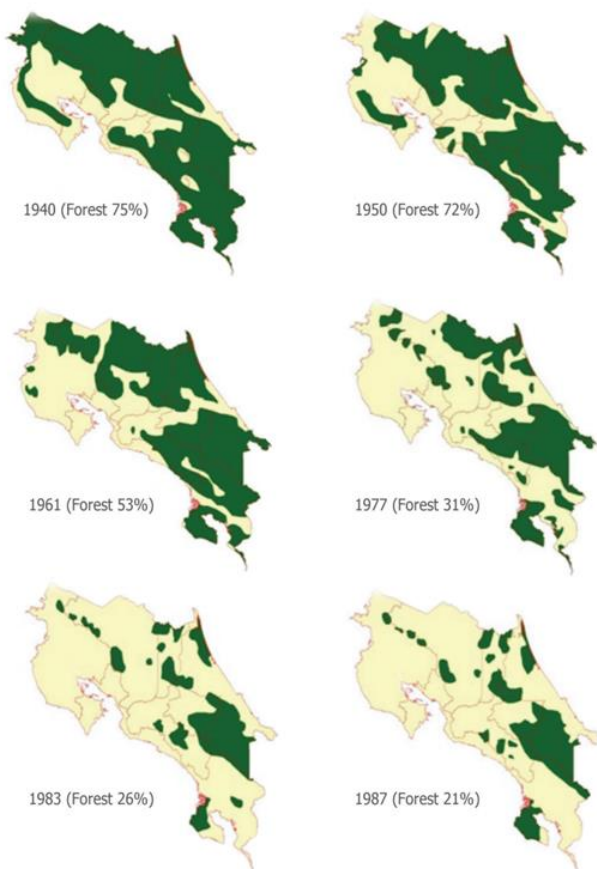 1940 (Forest 75%)
1950 (Forest 72%)
1961 (Forest 53%)
1977 (Forest 31%)
1983 (Forest 26%)
1987 (Forest 21%)